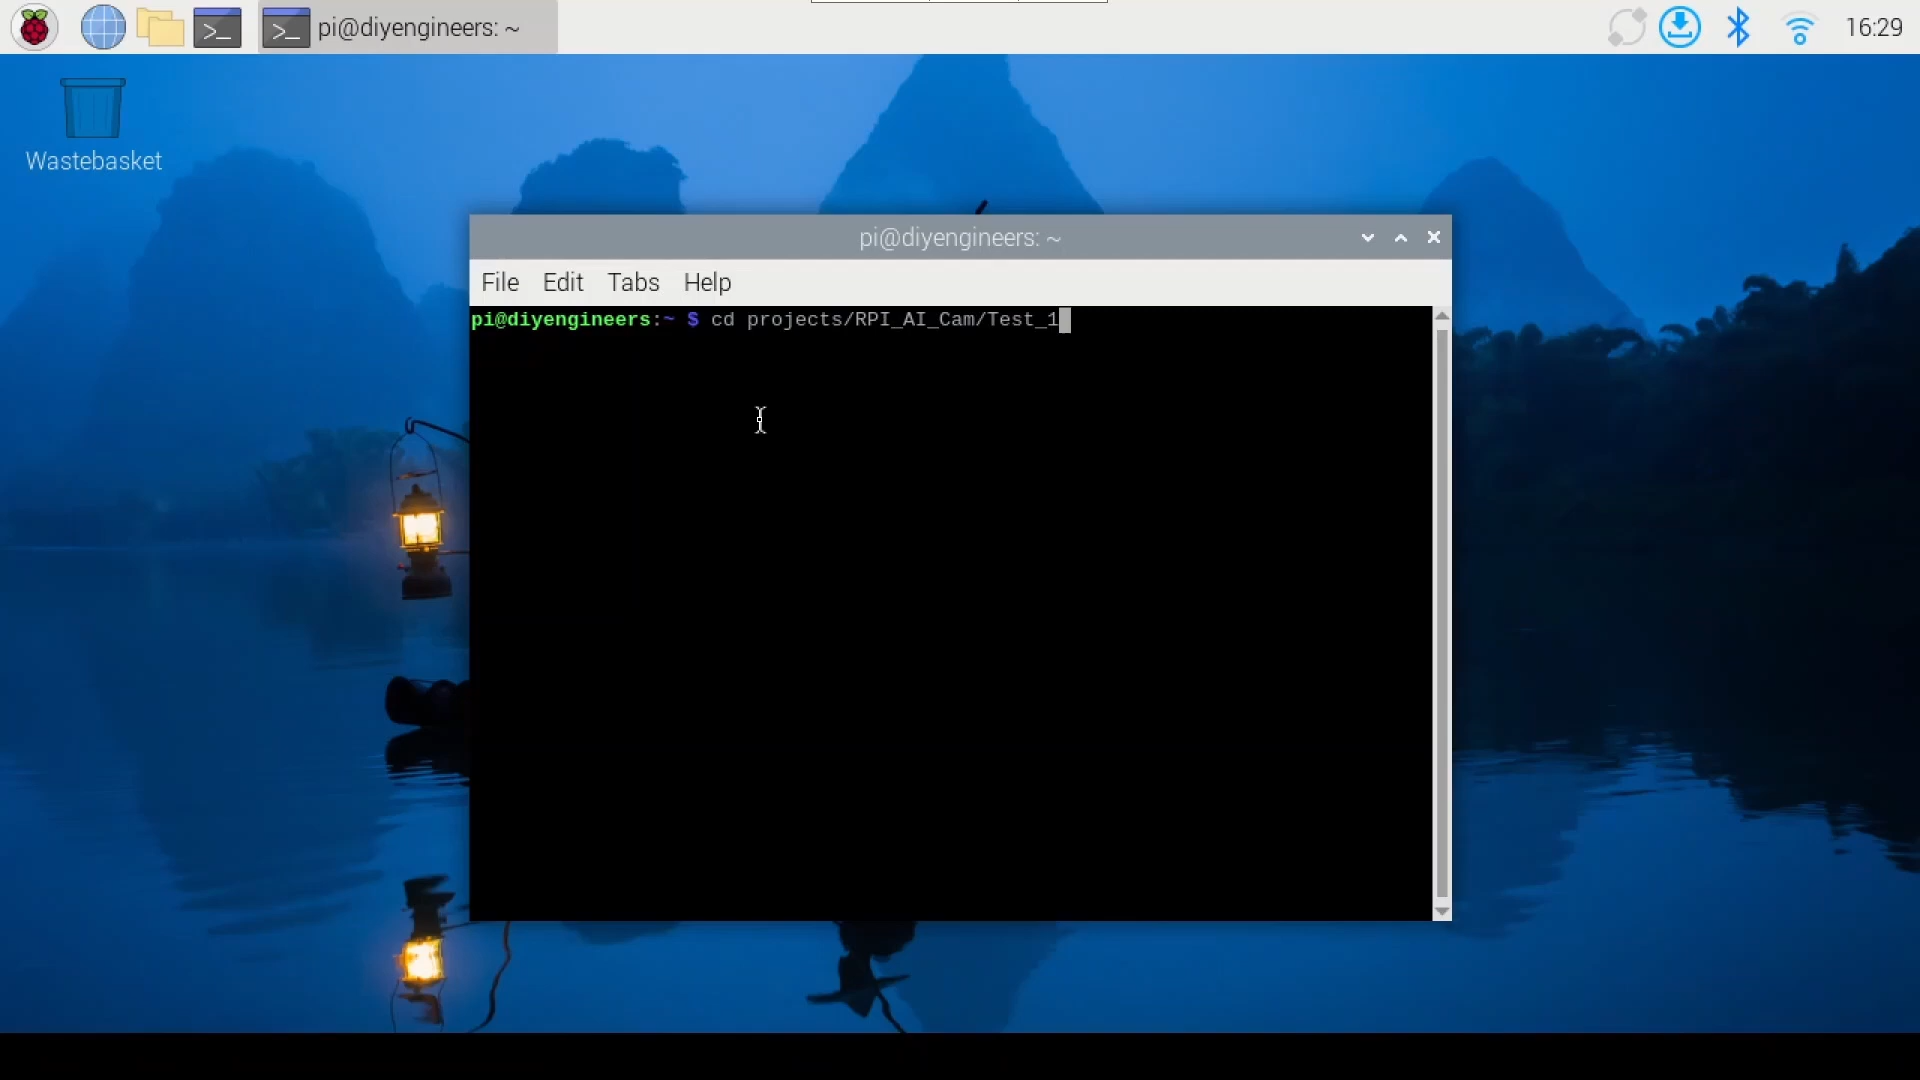 pi@diyengineers: ~
16:29
Wastebasket
pi@diyengineers: ~
File Edit Tabs Help
pi@diyengineers:~ $ cd projects/RPI_AI_Cam/Test_1